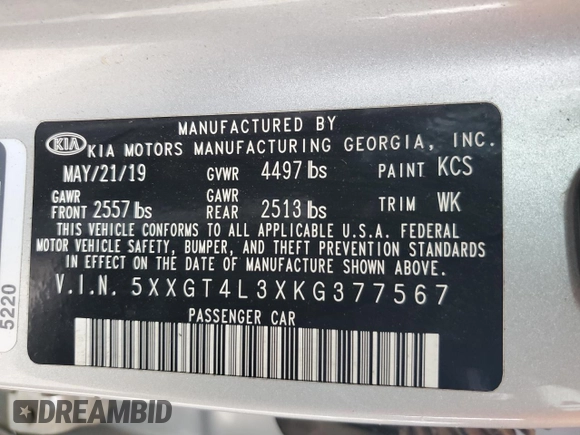 MANUFACTURED BY
KIA KIA MOTORS MANUFACTURING GEORGIA, INC.
MAY/21/19 GVWR 4497 lbs PAINT KCS
GAWR FRONT 2557 lbs GAWR REAR 2513 lbs TRIM WK
THIS VEHICLE CONFORMS TO ALL APPLICABLE U.S.A. FEDERAL
MOTOR VEHICLE SAFETY, BUMPER, AND THEFT PREVENTION STANDARDS
IN EFFECT ON THE DATE OF MANUFACTURE SHOWN ABOVE.
V.I.N. 5XXGT4L3XKG377567
PASSENGER CAR
5220
DREAMBID